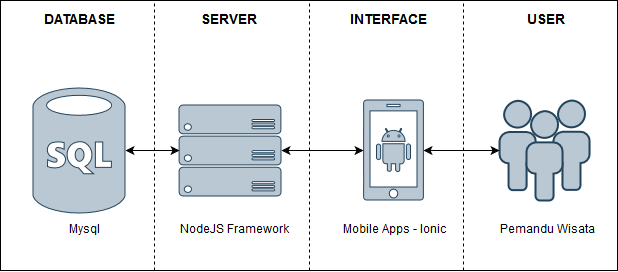 DATABASE
SERVER
INTERFACE
USER
SQL
Mysql
NodeJS Framework
Mobile Apps - Ionic
Pemandu Wisata